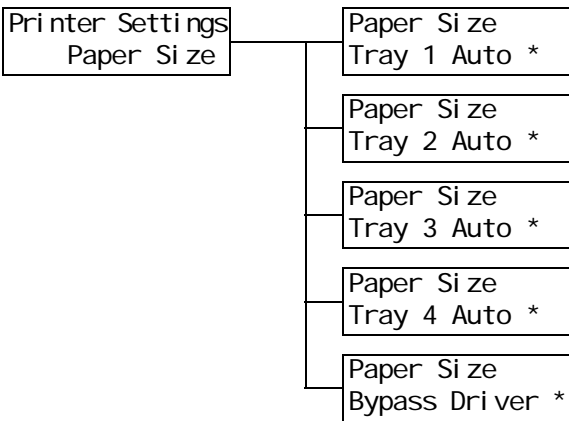 Printer Settings
Paper Size
Paper Size
Tray 1 Auto *
Paper Size
Tray 2 Auto *
Paper Size
Tray 3 Auto *
Paper Size
Tray 4 Auto *
Paper Size
Bypass Driver *